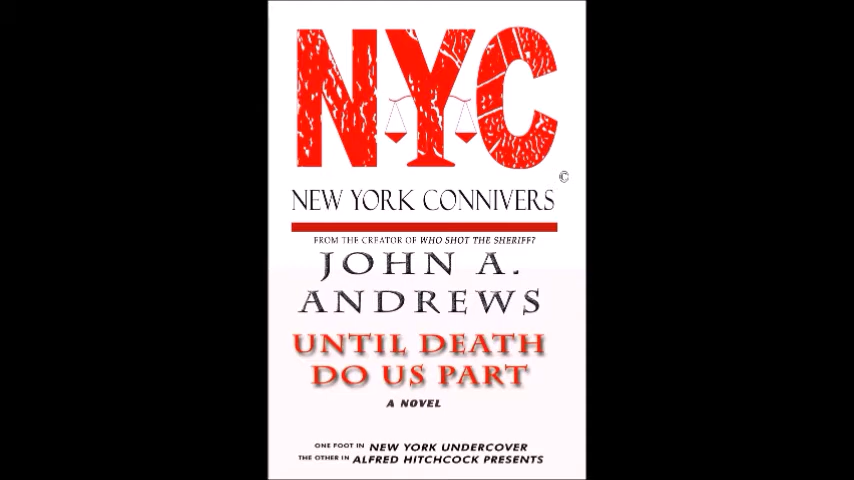 NYC
©
NEW YORK CONNIVERS
FROM THE CREATOR OF WHO SHOT THE SHERIFF?
JOHN A.
ANDREWS
UNTIL DEATH
DO US PART
A NOVEL
ONE FOOT IN NEW YORK UNDERCOVER
THE OTHER IN ALFRED HITCHCOCK PRESENTS